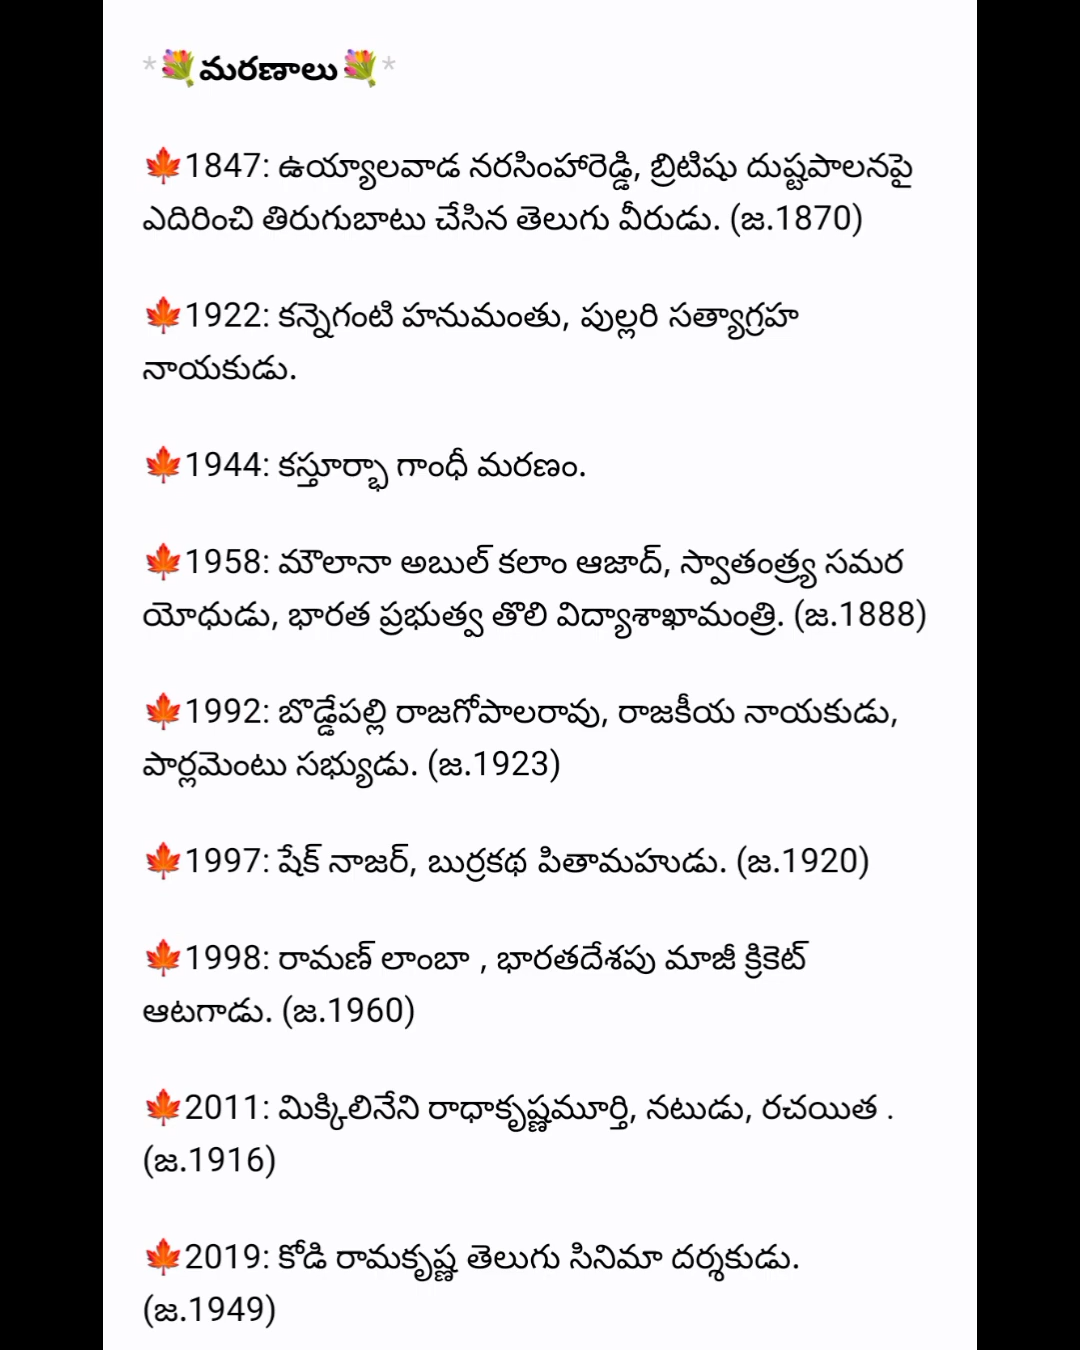 *💐మరణాలు💐*
🍁1847: ఉయ్యాలవాడ నరసింహారెడ్డి, బ్రిటిషు దుష్టపాలనపై
ఎదిరించి తిరుగుబాటు చేసిన తెలుగు వీరుడు. (జ.1870)
🍁1922: కన్నెగంటి హనుమంతు, పుల్లరి సత్యాగ్రహ
నాయకుడు.
🍁1944: కస్తూర్భా గాంధీ మరణం.
🍁1958: మౌలానా అబుల్ కలాం ఆజాద్, స్వాతంత్ర్య సమర
యోధుడు, భారత ప్రభుత్వ తొలి విద్యాశాఖామంత్రి. (జ.1888)
🍁1992: బొడ్డేపల్లి రాజగోపాలరావు, రాజకీయ నాయకుడు,
పార్లమెంటు సభ్యుడు. (జ.1923)
🍁1997: షేక్ నాజర్, బుర్రకథ పితామహుడు. (జ.1920)
🍁1998: రామణ్ లాంబా , భారతదేశపు మాజీ క్రికెట్
ఆటగాడు. (జ.1960)
🍁2011: మిక్కిలినేని రాధాకృష్ణమూర్తి, నటుడు, రచయిత .
(జ.1916)
🍁2019: కోడి రామకృష్ణ తెలుగు సినిమా దర్శకుడు.
(జ.1949)